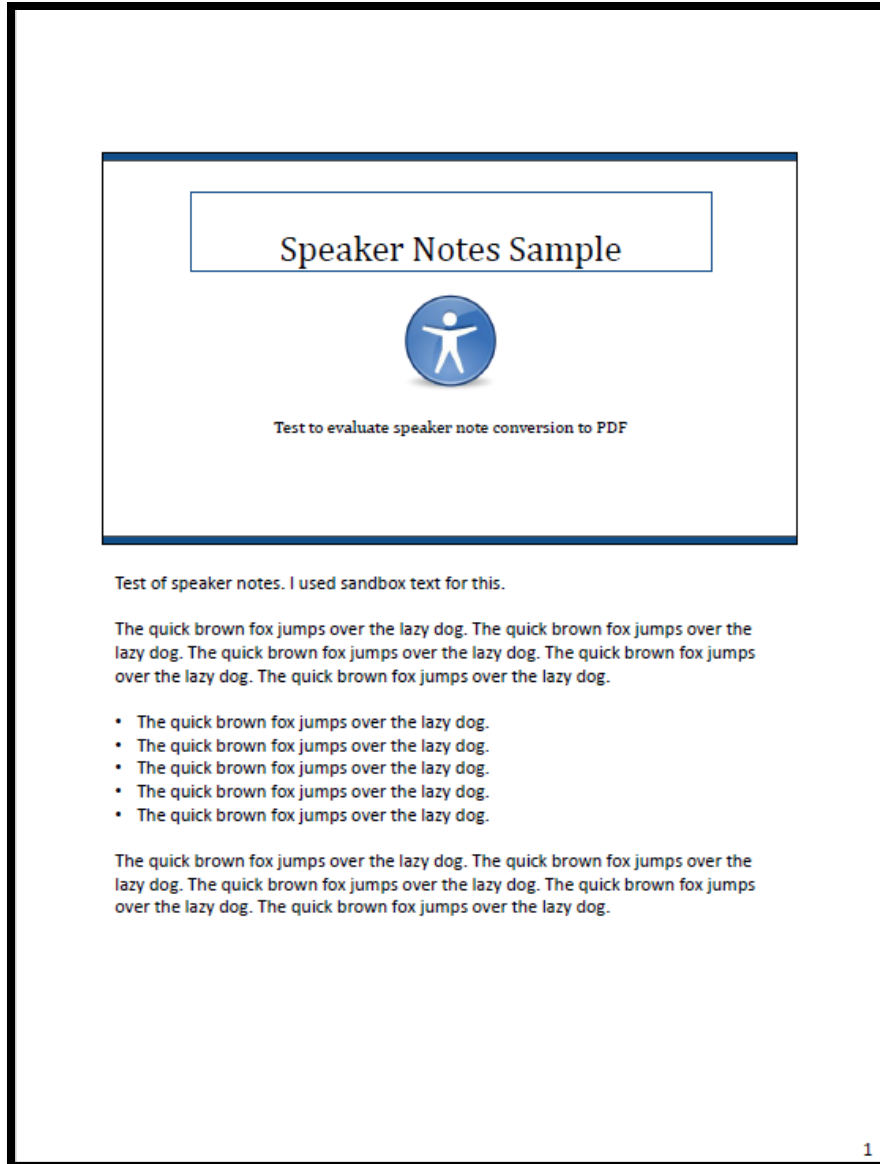 Speaker Notes Sample
Test to evaluate speaker note conversion to PDF
Test of speaker notes. I used sandbox text for this.
The quick brown fox jumps over the lazy dog. The quick brown fox jumps over the
lazy dog. The quick brown fox jumps over the lazy dog. The quick brown fox jumps
over the lazy dog. The quick brown fox jumps over the lazy dog.
• The quick brown fox jumps over the lazy dog.
• The quick brown fox jumps over the lazy dog.
• The quick brown fox jumps over the lazy dog.
• The quick brown fox jumps over the lazy dog.
• The quick brown fox jumps over the lazy dog.
The quick brown fox jumps over the lazy dog. The quick brown fox jumps over the
lazy dog. The quick brown fox jumps over the lazy dog. The quick brown fox jumps
over the lazy dog. The quick brown fox jumps over the lazy dog.
1